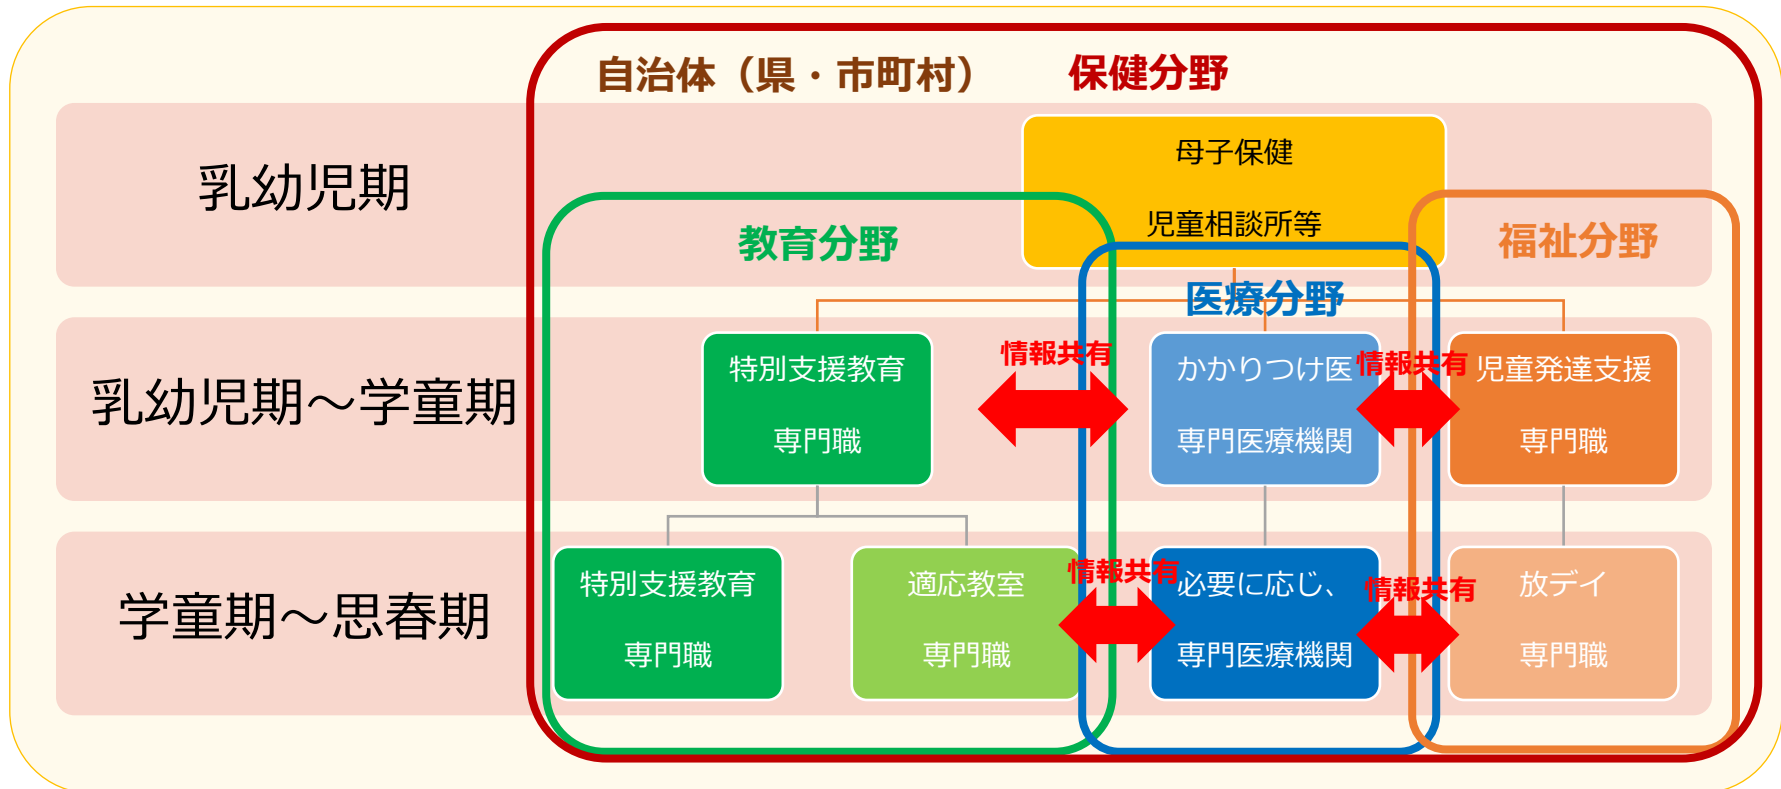 自治体（県・市町村）
保健分野
乳幼児期
母子保健
児童相談所等
教育分野
福祉分野
医療分野
乳幼児期～学童期
特別支援教育
専門職
情報共有
かかりつけ医
専門医療機関
情報共有
児童発達支援
専門職
学童期～思春期
特別支援教育
専門職
適応教室
専門職
情報共有
必要に応じ、
専門医療機関
情報共有
放デイ
専門職